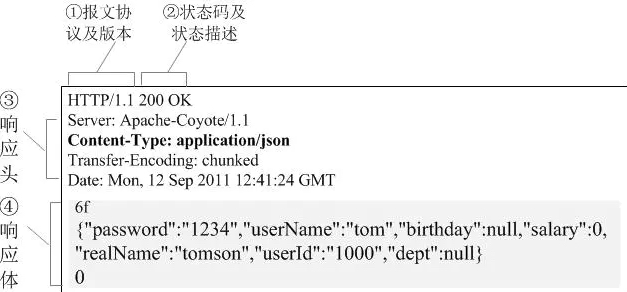 ①报文协
议及版本
②状态码及
状态描述
③
响
应
头
HTTP/1.1 200 OK
Server: Apache-Coyote/1.1
Content-Type: application/json
Transfer-Encoding: chunked
Date: Mon, 12 Sep 2011 12:41:24 GMT
④
响
应
体
6f
{"password":"1234","userName":"tom","birthday":null,"salary":0,
"realName":"tomson","userId":"1000","dept":null}
0